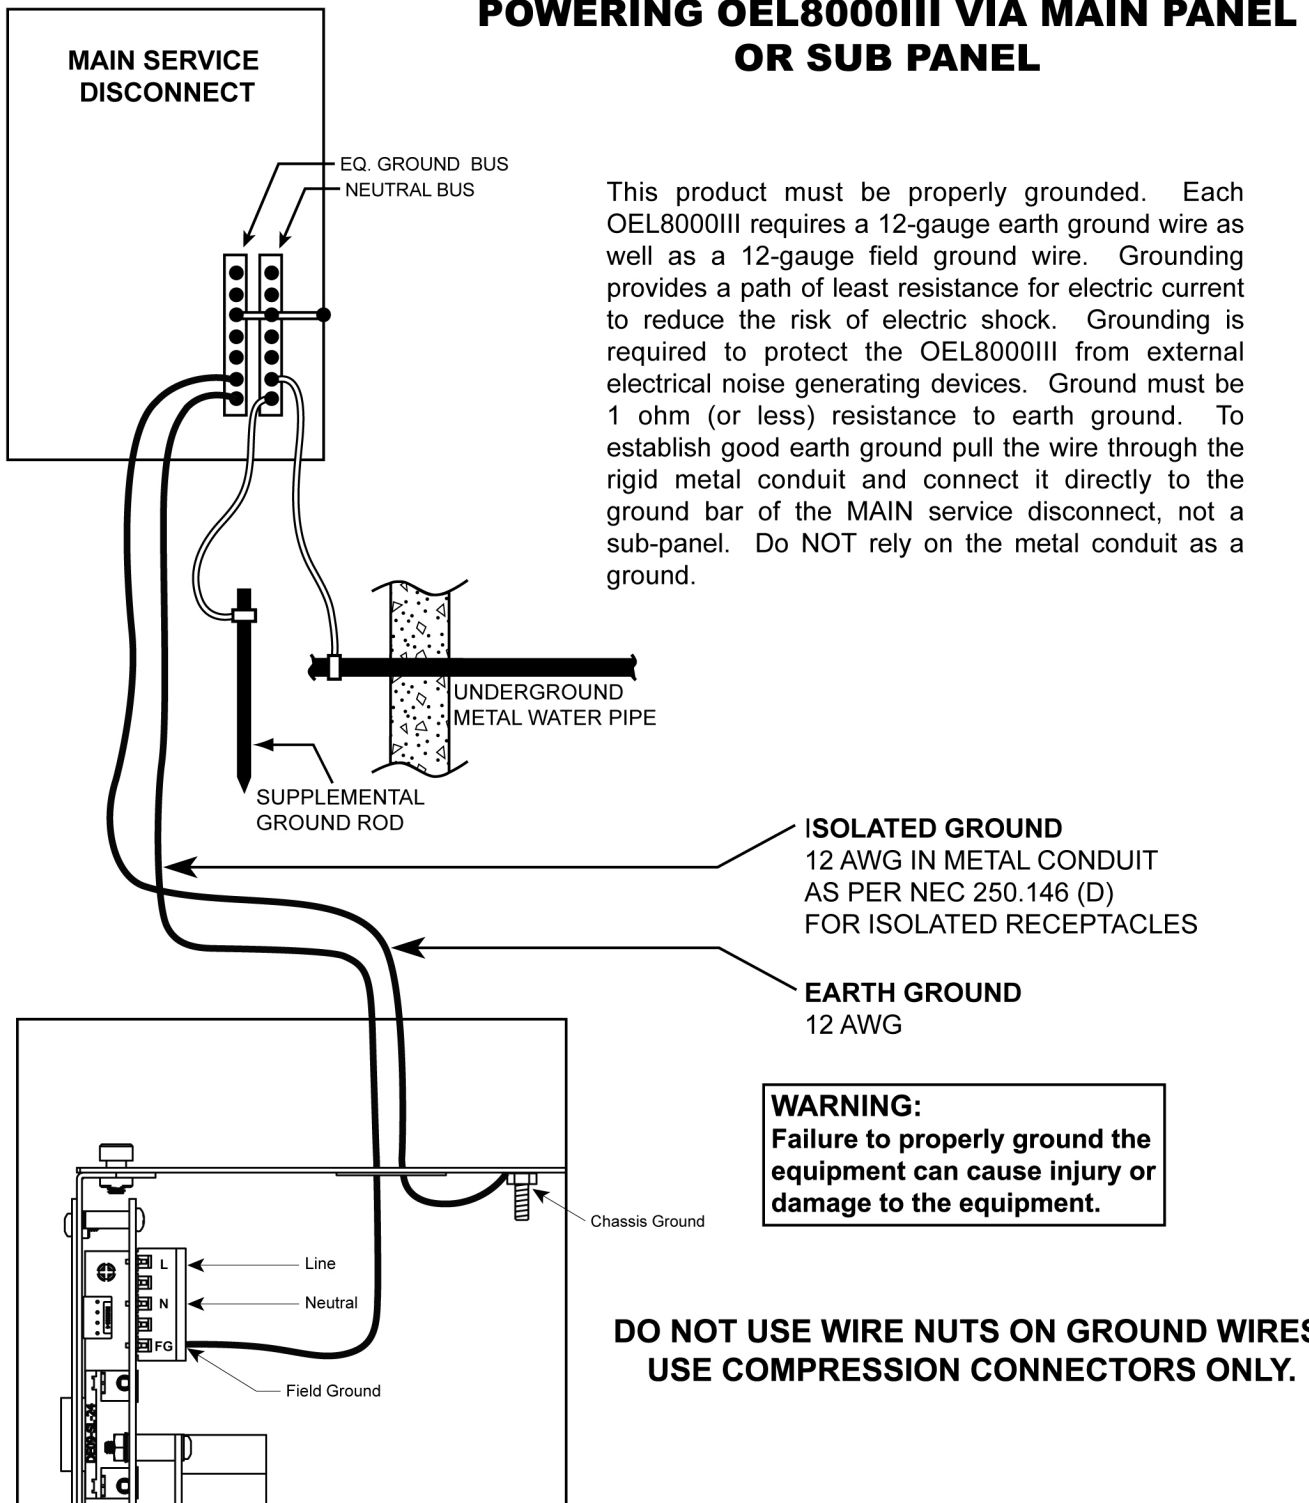 POWERING OEL8000III VIA MAIN PANEL
OR SUB PANEL
MAIN SERVICE
DISCONNECT
EQ. GROUND BUS
NEUTRAL BUS
This product must be properly grounded. Each
OEL8000III requires a 12-gauge earth ground wire as
well as a 12-gauge field ground wire. Grounding
provides a path of least resistance for electric current
to reduce the risk of electric shock. Grounding is
required to protect the OEL8000III from external
electrical noise generating devices. Ground must be
1 ohm (or less) resistance to earth ground. To
establish good earth ground pull the wire through the
rigid metal conduit and connect it directly to the
ground bar of the MAIN service disconnect, not a
sub-panel. Do NOT rely on the metal conduit as a
ground.
UNDERGROUND
METAL WATER PIPE
SUPPLEMENTAL
GROUND ROD
ISOLATED GROUND
12 AWG IN METAL CONDUIT
AS PER NEC 250.146 (D)
FOR ISOLATED RECEPTACLES
EARTH GROUND
12 AWG
WARNING:
Failure to properly ground the
equipment can cause injury or
damage to the equipment.
Chassis Ground
L
Line
N
Neutral
FG
Field Ground
DE09-SL-24
DO NOT USE WIRE NUTS ON GROUND WIRES
USE COMPRESSION CONNECTORS ONLY.